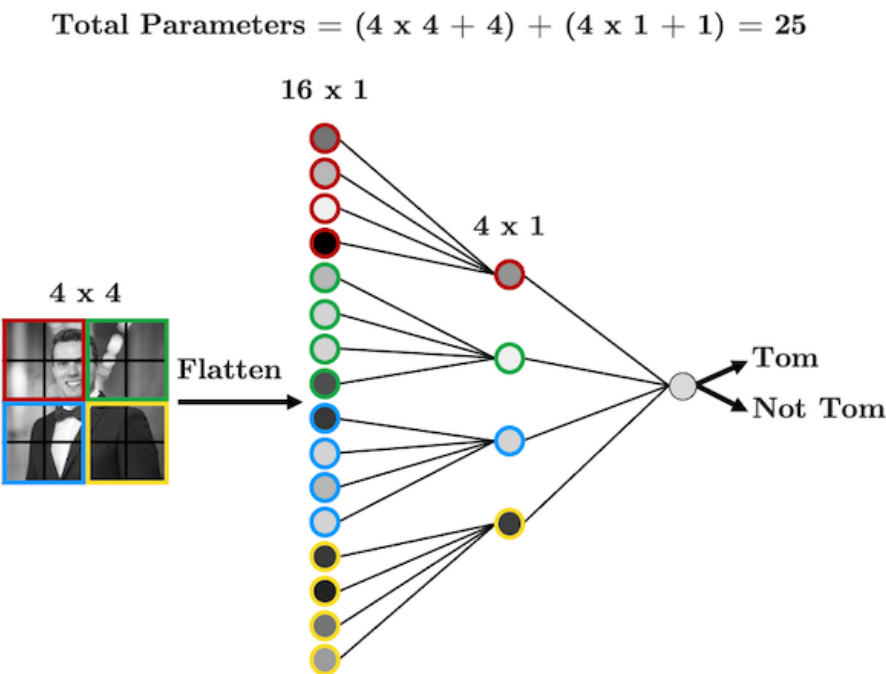 Total Parameters = (4 x 4 + 4) + (4 x 1 + 1) = 25
16 x 1
4 x 1
4 x 4
Flatten
Tom
Not Tom